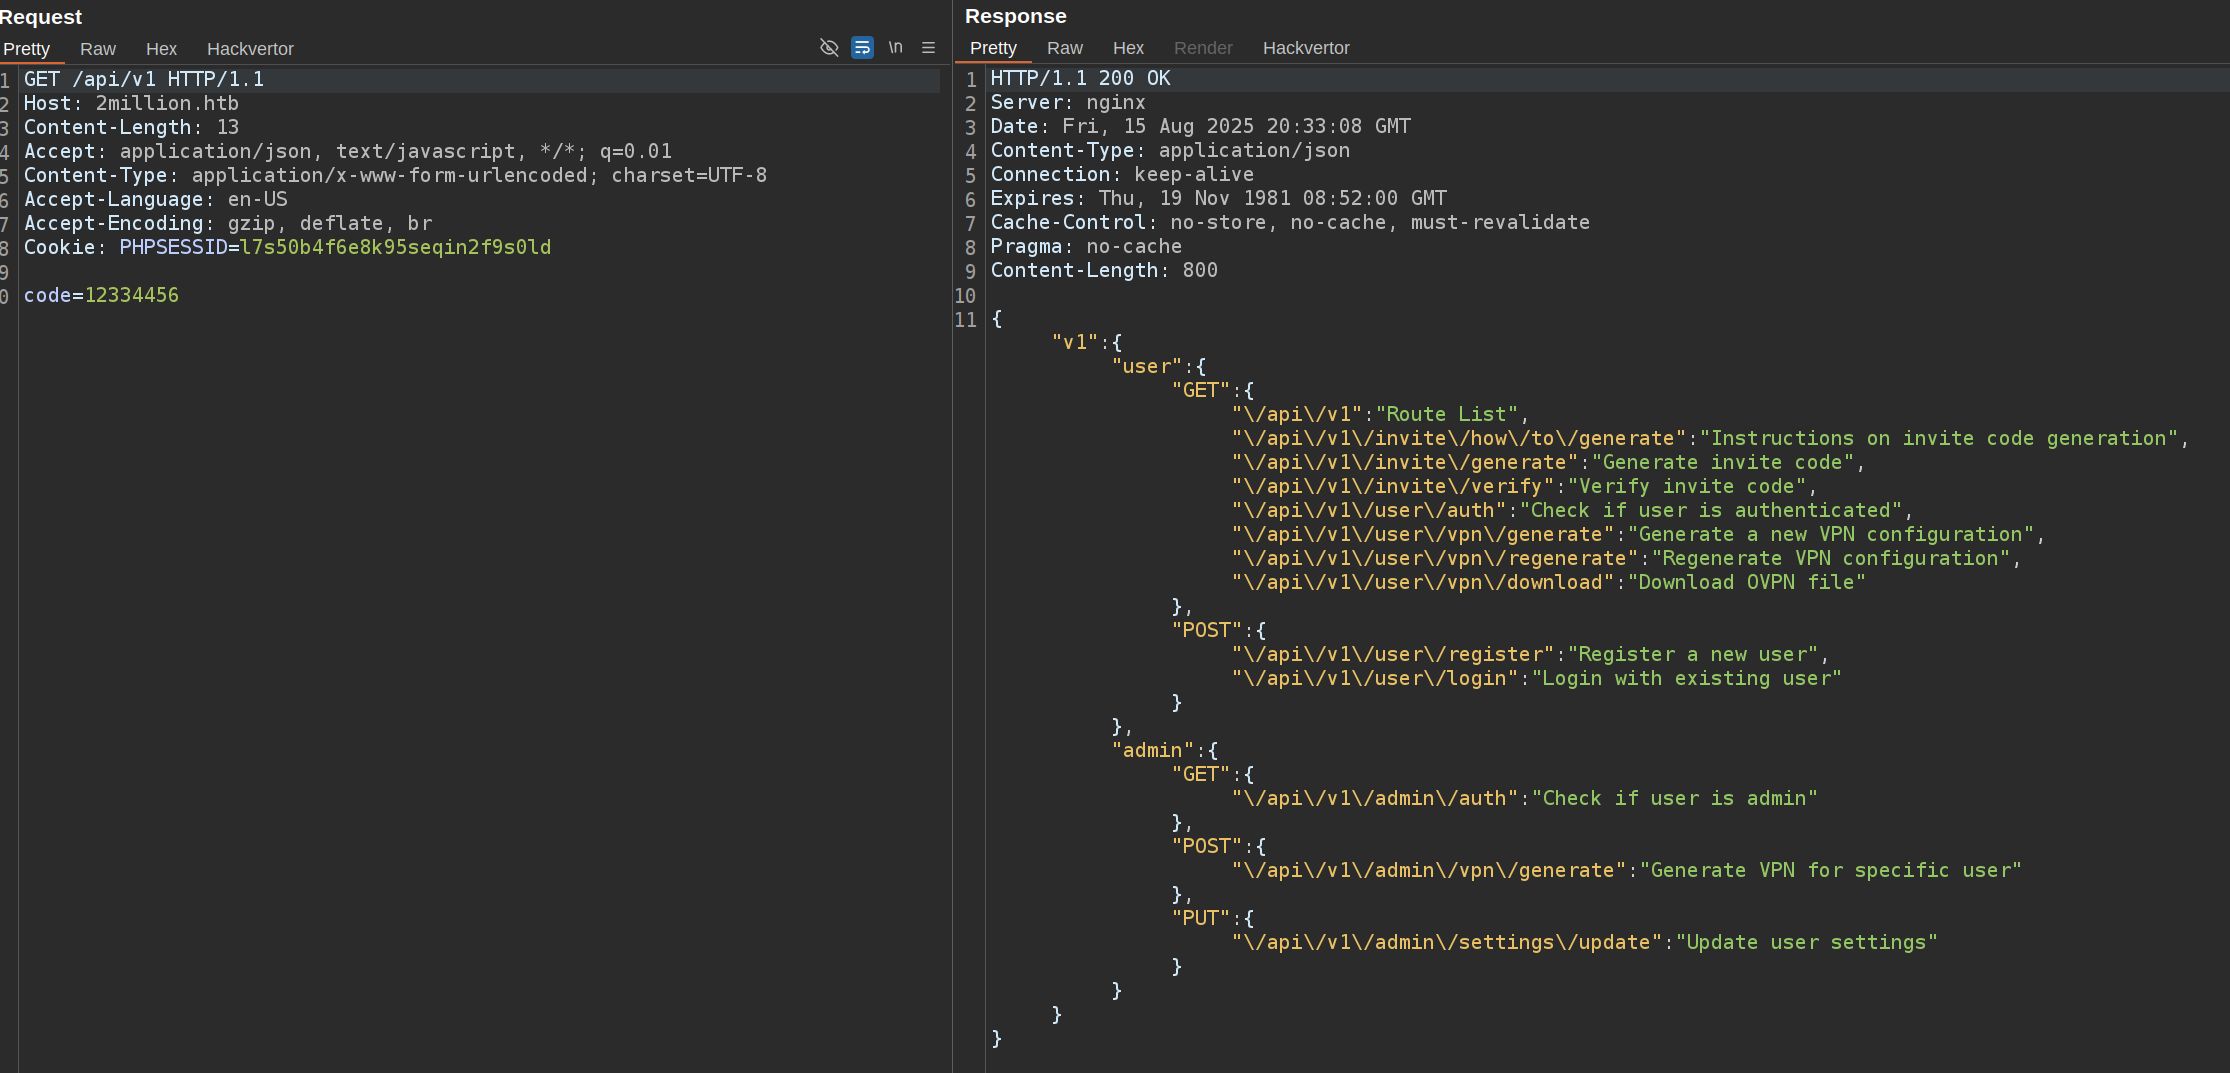 Request
Pretty Raw Hex Hackvertor \n
1 GET /api/v1 HTTP/1.1
2 Host: 2million.htb
3 Content-Length: 13
4 Accept: application/json, text/javascript, */*; q=0.01
5 Content-Type: application/x-www-form-urlencoded; charset=UTF-8
6 Accept-Language: en-US
7 Accept-Encoding: gzip, deflate, br
8 Cookie: PHPSESSID=l7s50b4f6e8k95seqin2f9s0ld
9
0 code=12334456
Response
Pretty Raw Hex Render Hackvertor
1 HTTP/1.1 200 OK
2 Server: nginx
3 Date: Fri, 15 Aug 2025 20:33:08 GMT
4 Content-Type: application/json
5 Connection: keep-alive
6 Expires: Thu, 19 Nov 1981 08:52:00 GMT
7 Cache-Control: no-store, no-cache, must-revalidate
8 Pragma: no-cache
9 Content-Length: 800
10
11 {
"v1":{
"user":{
"GET":{
"\/api\/v1":"Route List",
"\/api\/v1\/invite\/how\/to\/generate":"Instructions on invite code generation",
"\/api\/v1\/invite\/generate":"Generate invite code",
"\/api\/v1\/invite\/verify":"Verify invite code",
"\/api\/v1\/user\/auth":"Check if user is authenticated",
"\/api\/v1\/user\/vpn\/generate":"Generate a new VPN configuration",
"\/api\/v1\/user\/vpn\/regenerate":"Regenerate VPN configuration",
"\/api\/v1\/user\/vpn\/download":"Download OVPN file"
},
"POST":{
"\/api\/v1\/user\/register":"Register a new user",
"\/api\/v1\/user\/login":"Login with existing user"
}
},
"admin":{
"GET":{
"\/api\/v1\/admin\/auth":"Check if user is admin"
},
"POST":{
"\/api\/v1\/admin\/vpn\/generate":"Generate VPN for specific user"
},
"PUT":{
"\/api\/v1\/admin\/settings\/update":"Update user settings"
}
}
}
}